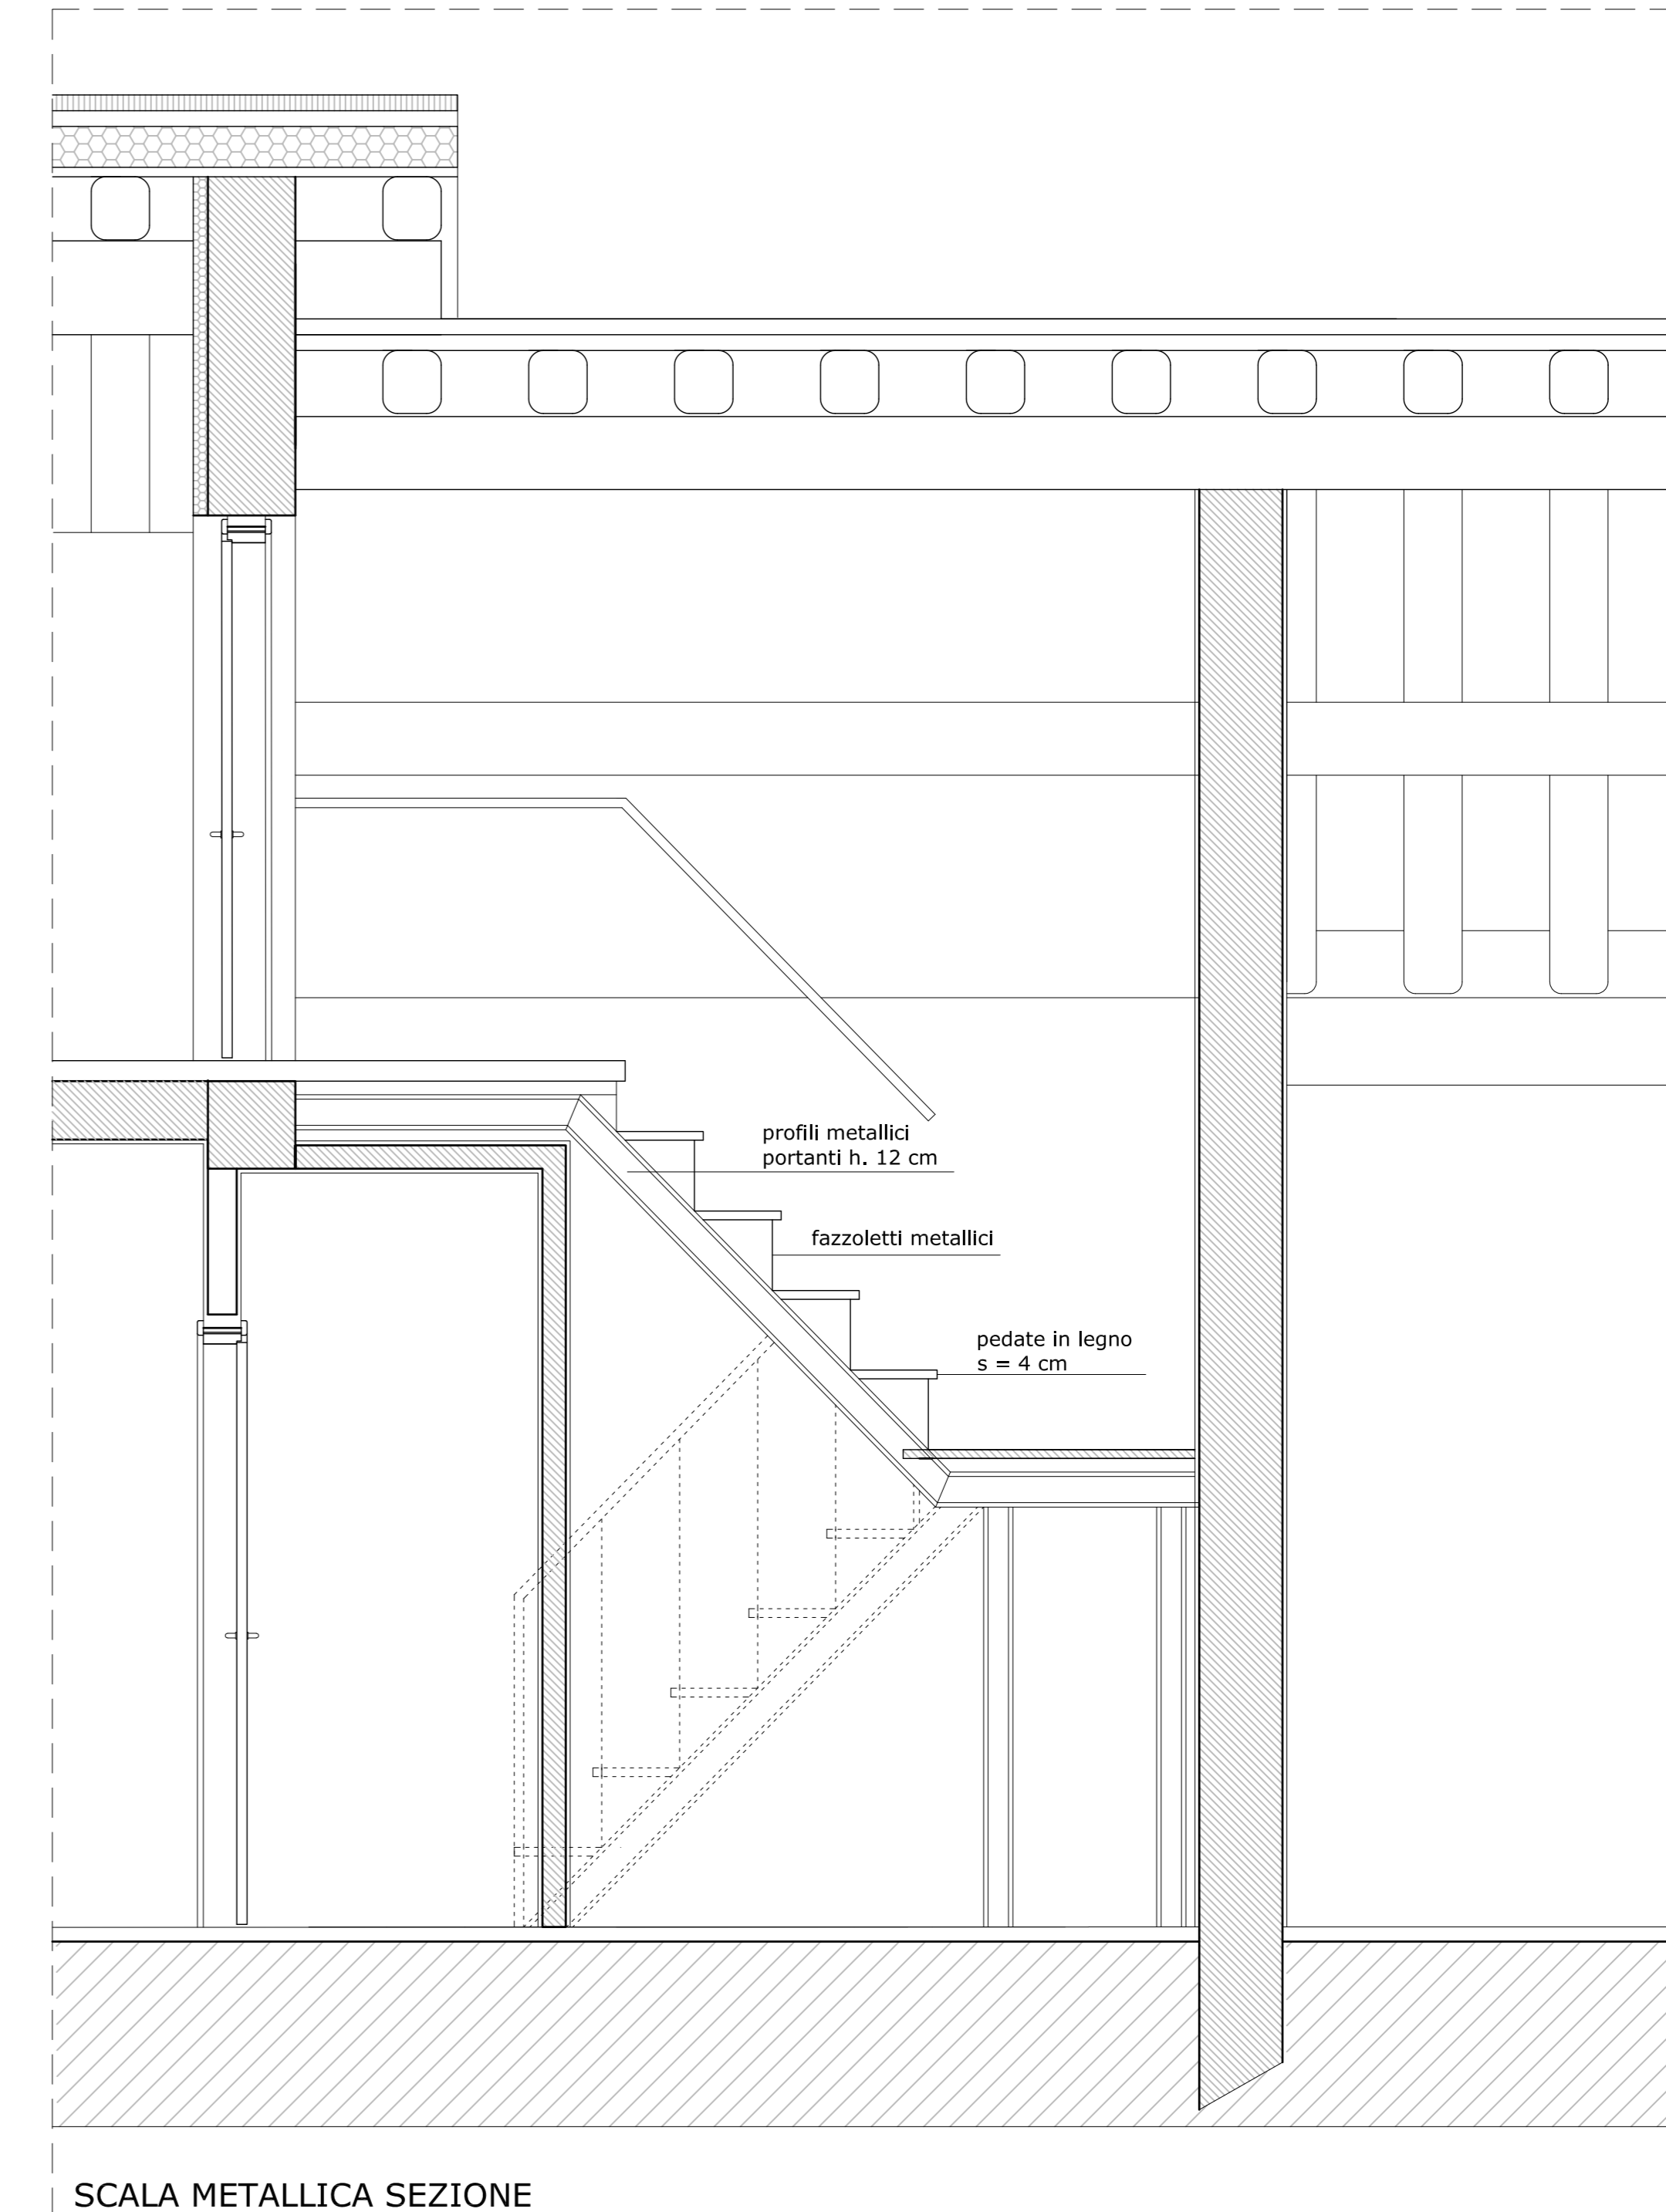 profili metallici
portanti h. 12 cm
fazzoletti metallici
pedate in legno
s = 4 cm
SCALA METALLICA SEZIONE